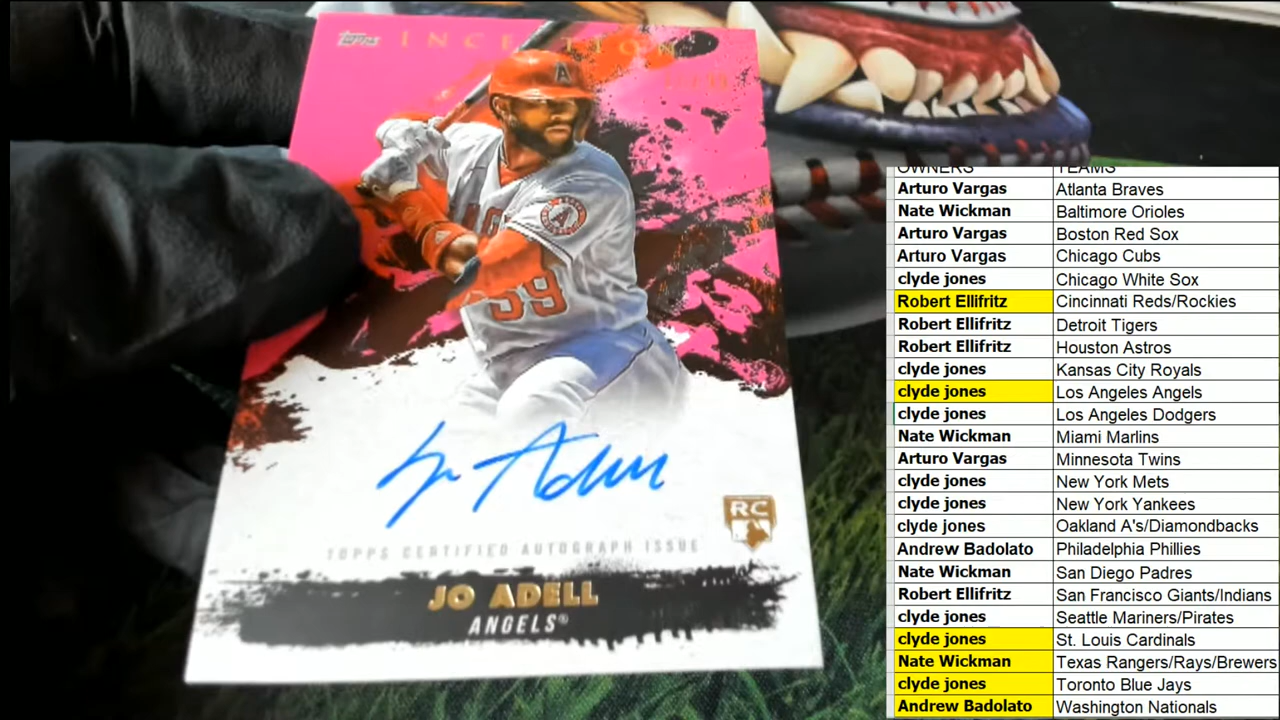 Topps INCEPTION
A
59
Jo Adell
RC
TOPPS CERTIFIED AUTOGRAPH ISSUE
JO ADELL
ANGELS®
OWNERS TEAMS
Arturo Vargas Atlanta Braves
Nate Wickman Baltimore Orioles
Arturo Vargas Boston Red Sox
Arturo Vargas Chicago Cubs
clyde jones Chicago White Sox
Robert Ellifritz Cincinnati Reds/Rockies
Robert Ellifritz Detroit Tigers
Robert Ellifritz Houston Astros
clyde jones Kansas City Royals
clyde jones Los Angeles Angels
clyde jones Los Angeles Dodgers
Nate Wickman Miami Marlins
Arturo Vargas Minnesota Twins
clyde jones New York Mets
clyde jones New York Yankees
clyde jones Oakland A's/Diamondbacks
Andrew Badolato Philadelphia Phillies
Nate Wickman San Diego Padres
Robert Ellifritz San Francisco Giants/Indians
clyde jones Seattle Mariners/Pirates
clyde jones St. Louis Cardinals
Nate Wickman Texas Rangers/Rays/Brewers
clyde jones Toronto Blue Jays
Andrew Badolato Washington Nationals